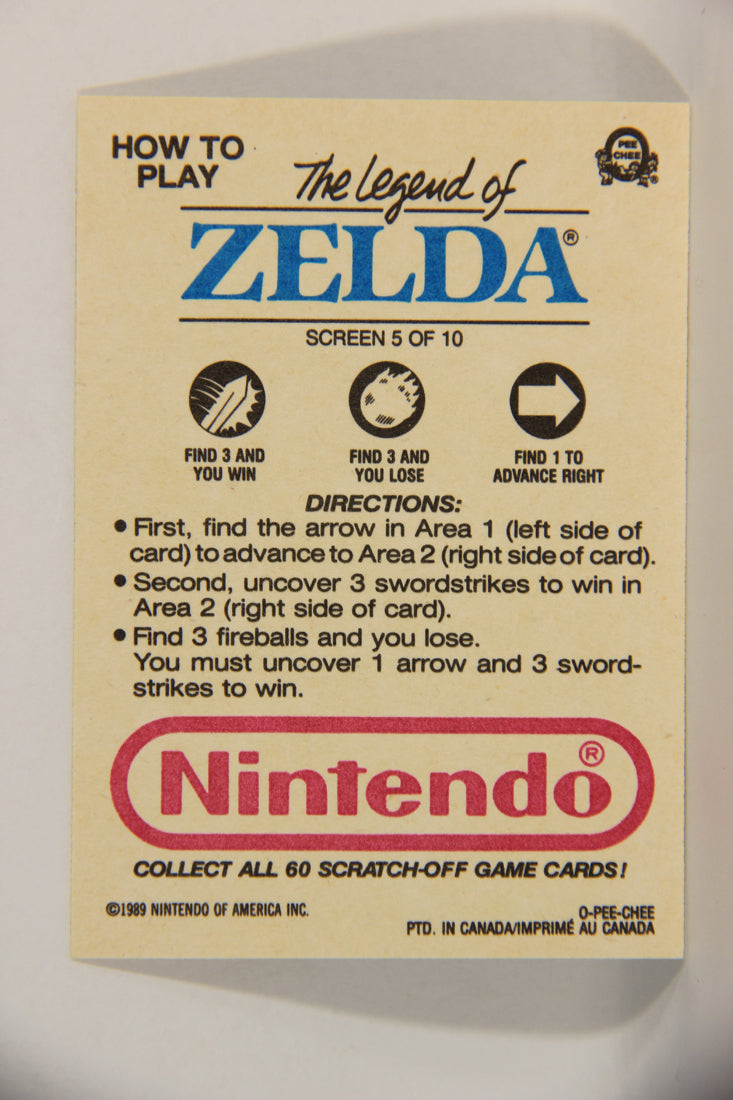 HOW TO
PLAY
PEE
CHEE
®
The Legend of
ZELDA®
SCREEN 5 OF 10
FIND 3 AND
YOU WIN
FIND 3 AND
YOU LOSE
FIND 1 TO
ADVANCE RIGHT
DIRECTIONS:
• First, find the arrow in Area 1 (left side of
card) to advance to Area 2 (right side of card).
• Second, uncover 3 swordstrikes to win in
Area 2 (right side of card).
• Find 3 fireballs and you lose.
You must uncover 1 arrow and 3 sword-
strikes to win.
Nintendo®
COLLECT ALL 60 SCRATCH-OFF GAME CARDS!
©1989 NINTENDO OF AMERICA INC.
O-PEE-CHEE
PTD. IN CANADA/IMPRIMÉ AU CANADA